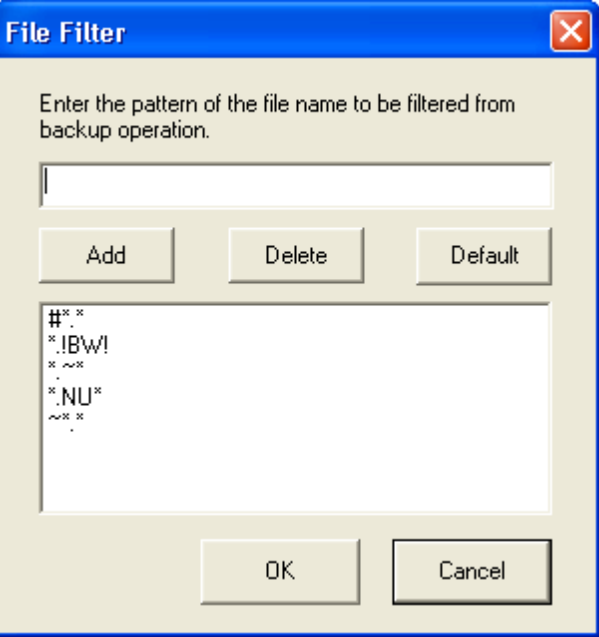 File Filter
Enter the pattern of the file name to be filtered from
backup operation.
Add
Delete
Default
#*.*
*.!BW!
*.~*
*.NU*
~*.*
OK
Cancel